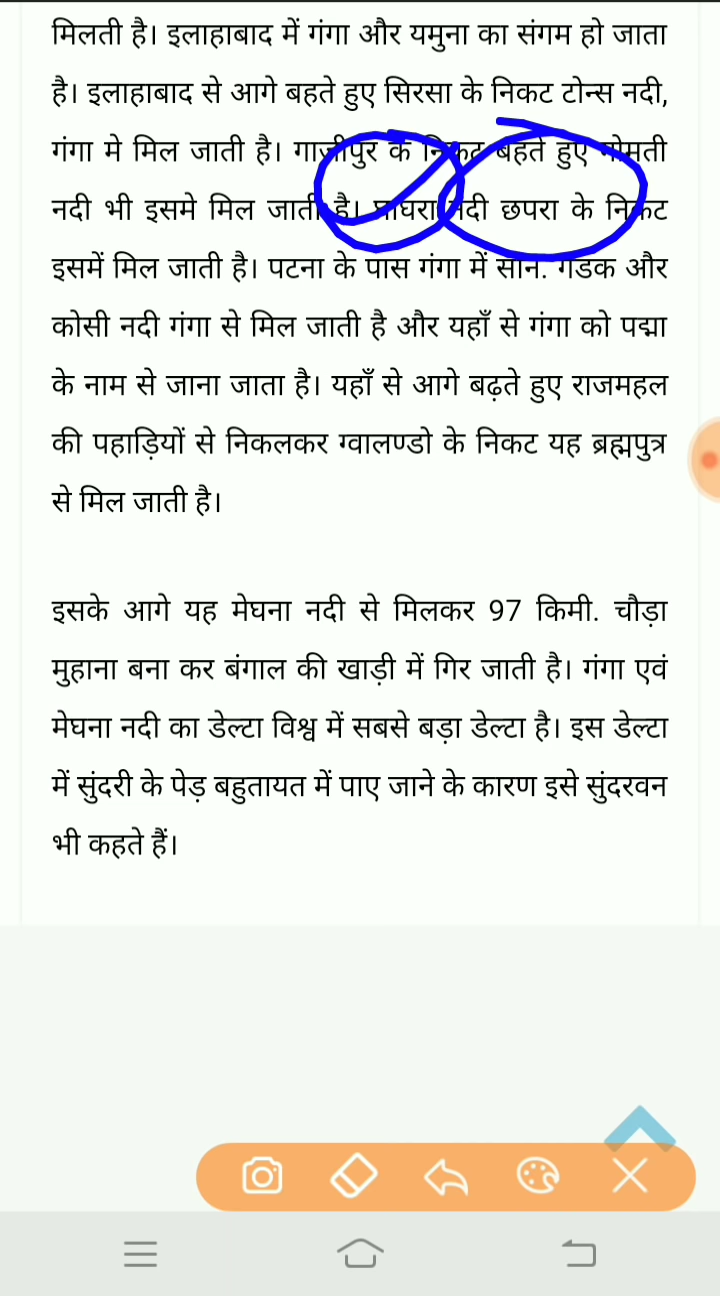 मिलती है। इलाहाबाद में गंगा और यमुना का संगम हो जाता
है। इलाहाबाद से आगे बहते हुए सिरसा के निकट टोन्स नदी,
गंगा मे मिल जाती है। गाज़ीपुर के निकट बहते हुए गोमती
नदी भी इसमे मिल जाती है। घाघरा नदी छपरा के निकट
इसमें मिल जाती है। पटना के पास गंगा में सोन. गंडक और
कोसी नदी गंगा से मिल जाती है और यहाँ से गंगा को पद्मा
के नाम से जाना जाता है। यहाँ से आगे बढ़ते हुए राजमहल
की पहाड़ियों से निकलकर ग्वालण्डो के निकट यह ब्रह्मपुत्र
से मिल जाती है।
इसके आगे यह मेघना नदी से मिलकर 97 किमी. चौड़ा
मुहाना बना कर बंगाल की खाड़ी में गिर जाती है। गंगा एवं
मेघना नदी का डेल्टा विश्व में सबसे बड़ा डेल्टा है। इस डेल्टा
में सुंदरी के पेड़ बहुतायत में पाए जाने के कारण इसे सुंदरवन
भी कहते हैं।